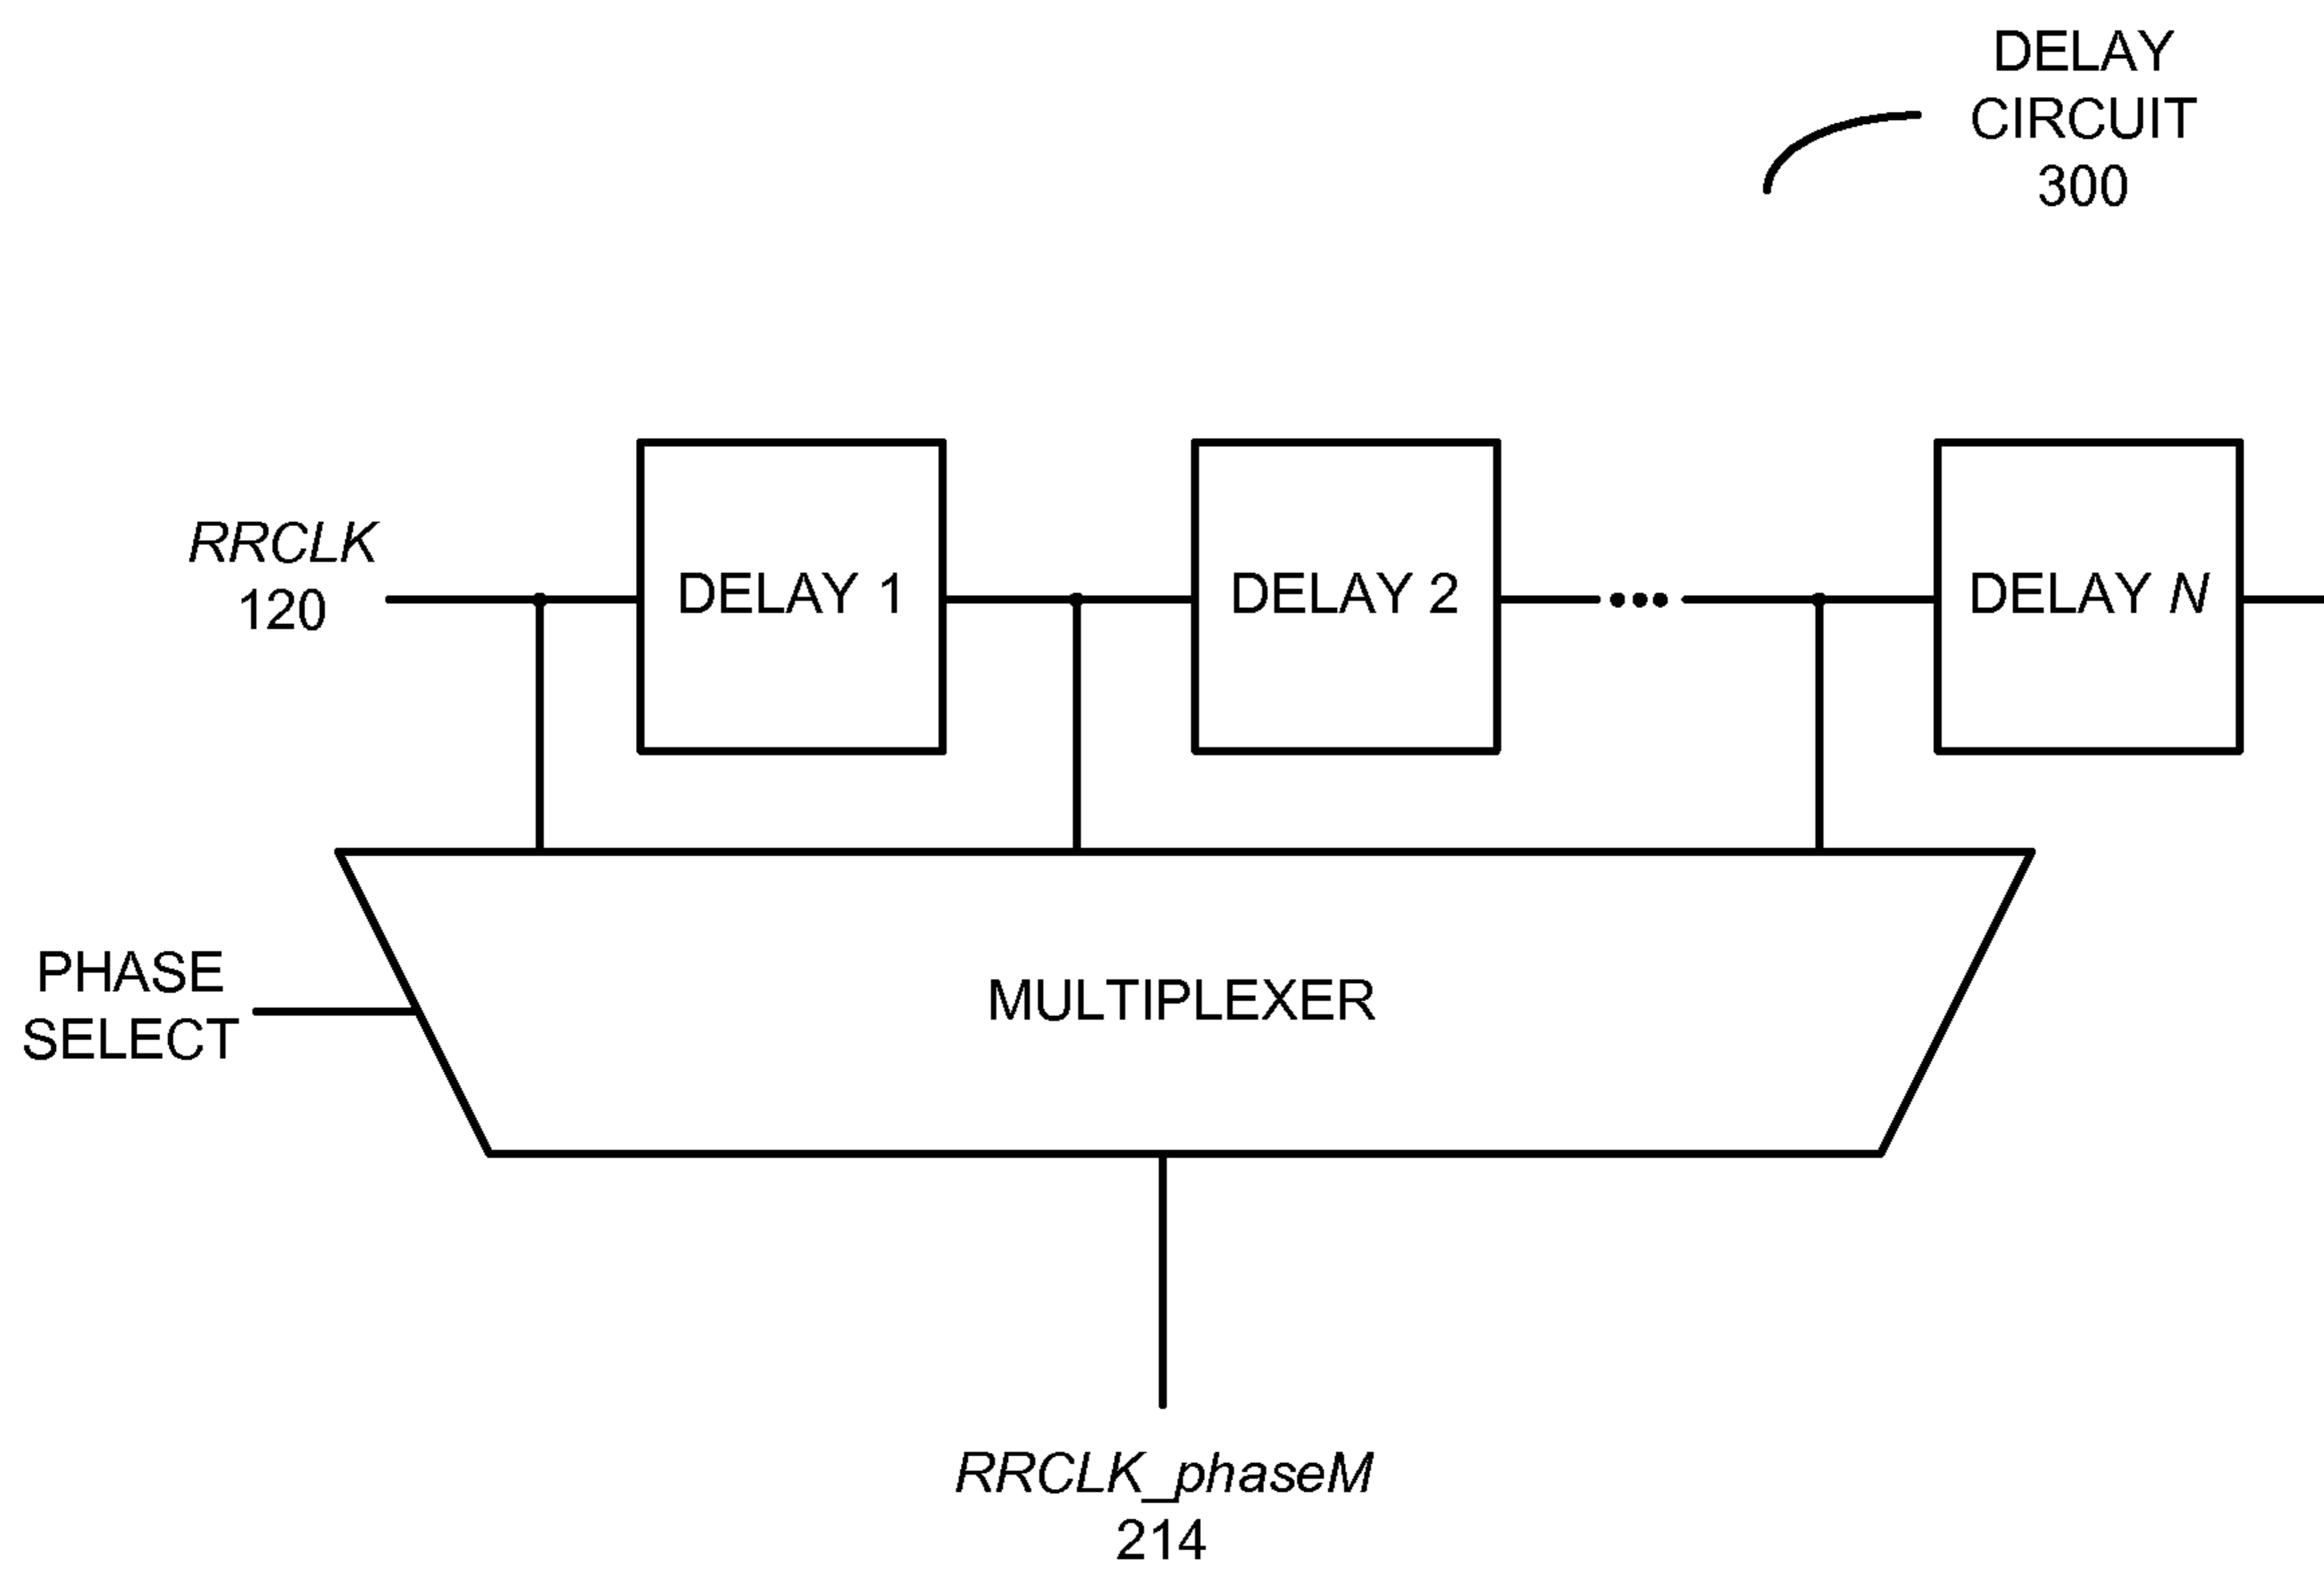 DELAY
CIRCUIT
300
RRCLK
120
DELAY 1
DELAY 2
DELAY N
PHASE
SELECT
MULTIPLEXER
RRCLK_phaseM
214